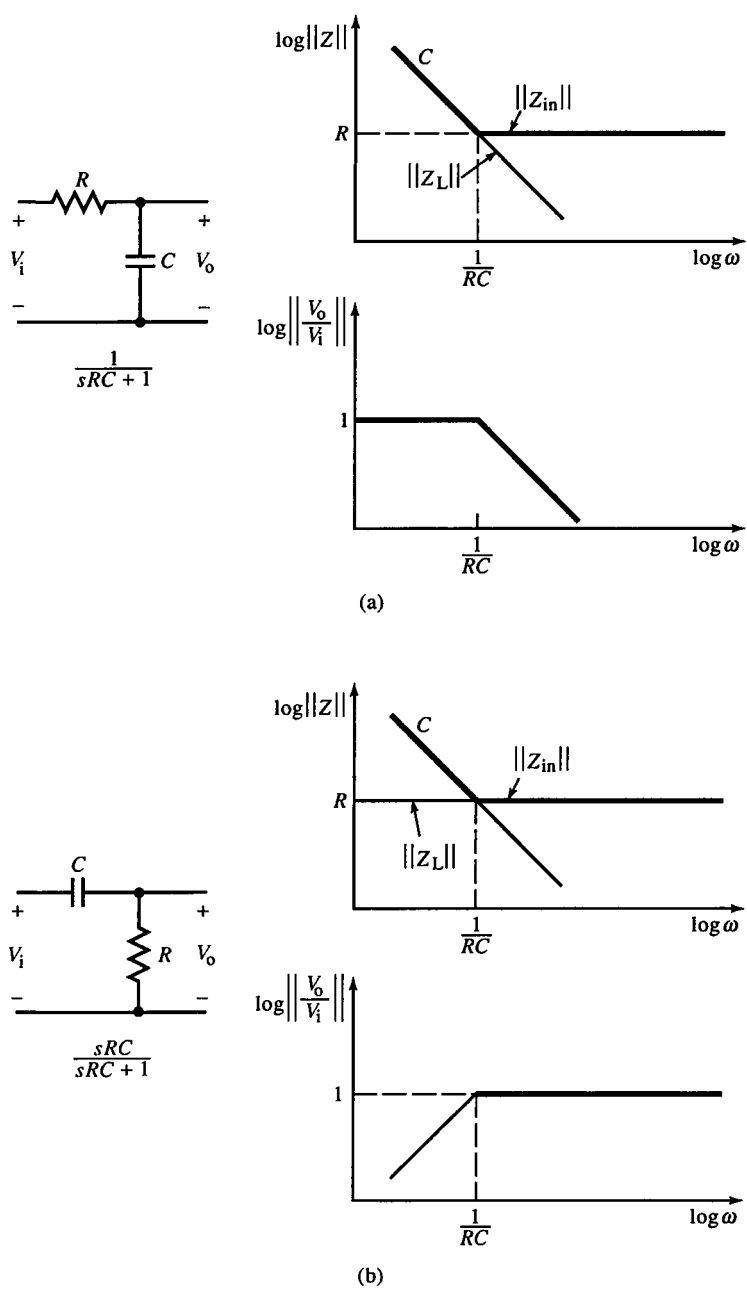 log||Z||
C
||Z_in||
R
||Z_L||
1/RC
log ω
R
+ +
V_i C V_o
− −
1/(sRC + 1)
log||V_o/V_i||
1
1/RC
log ω
(a)
log||Z||
C
||Z_in||
R
||Z_L||
1/RC
log ω
C
+ +
V_i R V_o
− −
sRC/(sRC + 1)
log||V_o/V_i||
1
1/RC
log ω
(b)